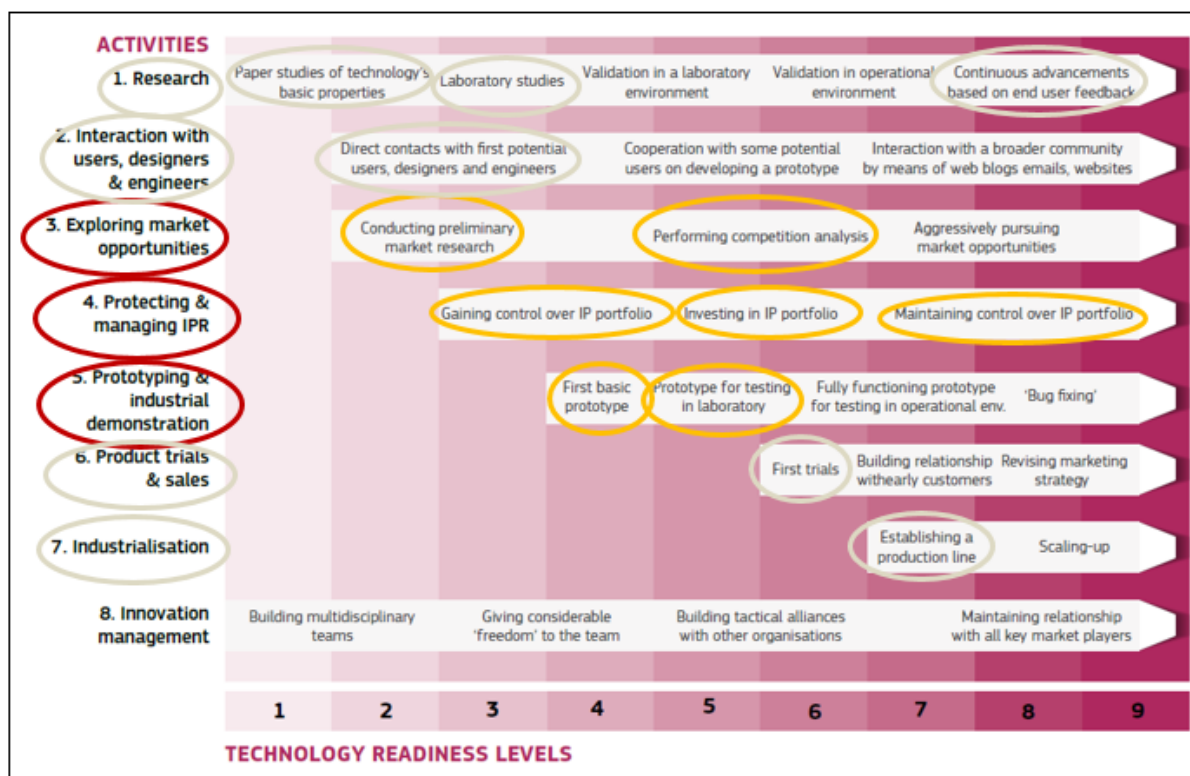 ACTIVITIES
1. Research
Paper studies of technology's
basic properties
Laboratory studies
Validation in a laboratory
environment
Validation in operational
environment
Continuous advancements
based on end user feedback
2. Interaction with
users, designers
& engineers
Direct contacts with first potential
users, designers and engineers
Cooperation with some potential
users on developing a prototype
Interaction with a broader community
by means of web blogs emails, websites
3. Exploring market
opportunities
Conducting preliminary
market research
Performing competition analysis
Aggressively pursuing
market opportunities
4. Protecting &
managing IPR
Gaining control over IP portfolio
Investing in IP portfolio
Maintaining control over IP portfolio
5. Prototyping &
industrial
demonstration
First basic
prototype
Prototype for testing
in laboratory
Fully functioning prototype
for testing in operational env.
'Bug fixing'
6. Product trials
& sales
First trials
Building relationship
withearly customers
Revising marketing
strategy
7. Industrialisation
Establishing a
production line
Scaling-up
8. Innovation
management
Building multidisciplinary
teams
Giving considerable
'freedom' to the team
Building tactical alliances
with other organisations
Maintaining relationship
with all key market players
1 2 3 4 5 6 7 8 9
TECHNOLOGY READINESS LEVELS